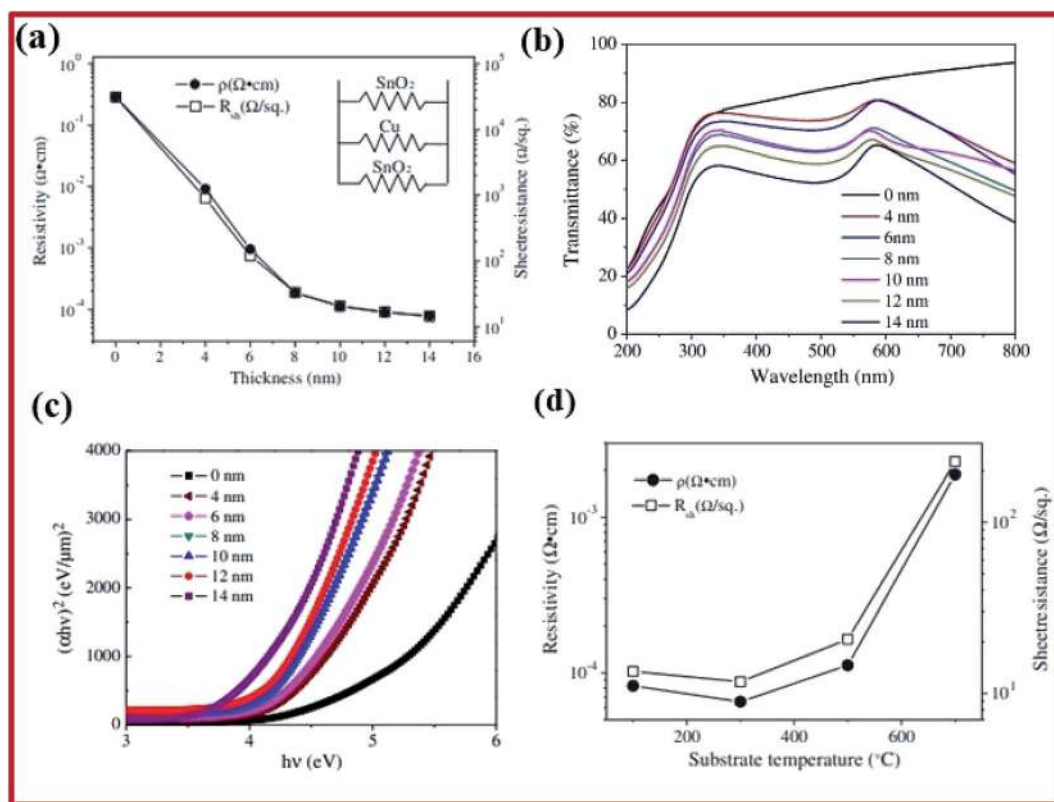 (a)
10⁰
10⁻¹
10⁻²
10⁻³
10⁻⁴
Resistivity (Ω•cm)
ρ(Ω•cm)
R_sh(Ω/sq.)
SnO₂
Cu
SnO₂
10⁵
10⁴
10³
10²
10¹
Sheetresistance (Ω/sq.)
0 2 4 6 8 10 12 14 16
Thickness (nm)
(b)
100
80
60
40
20
0
Transmittance (%)
0 nm
4 nm
6nm
8 nm
10 nm
12 nm
14 nm
200 300 400 500 600 700 800
Wavelength (nm)
(c)
4000
3000
2000
1000
0
(αhν)² (eV/μm)²
0 nm
4 nm
6 nm
8 nm
10 nm
12 nm
14 nm
3 4 5 6
hν (eV)
(d)
10⁻³
10⁻⁴
Resistivity (Ω•cm)
ρ(Ω•cm)
R_sh(Ω/sq.)
10²
10¹
Sheetresistance (Ω/sq.)
200 400 600
Substrate temperature (°C)